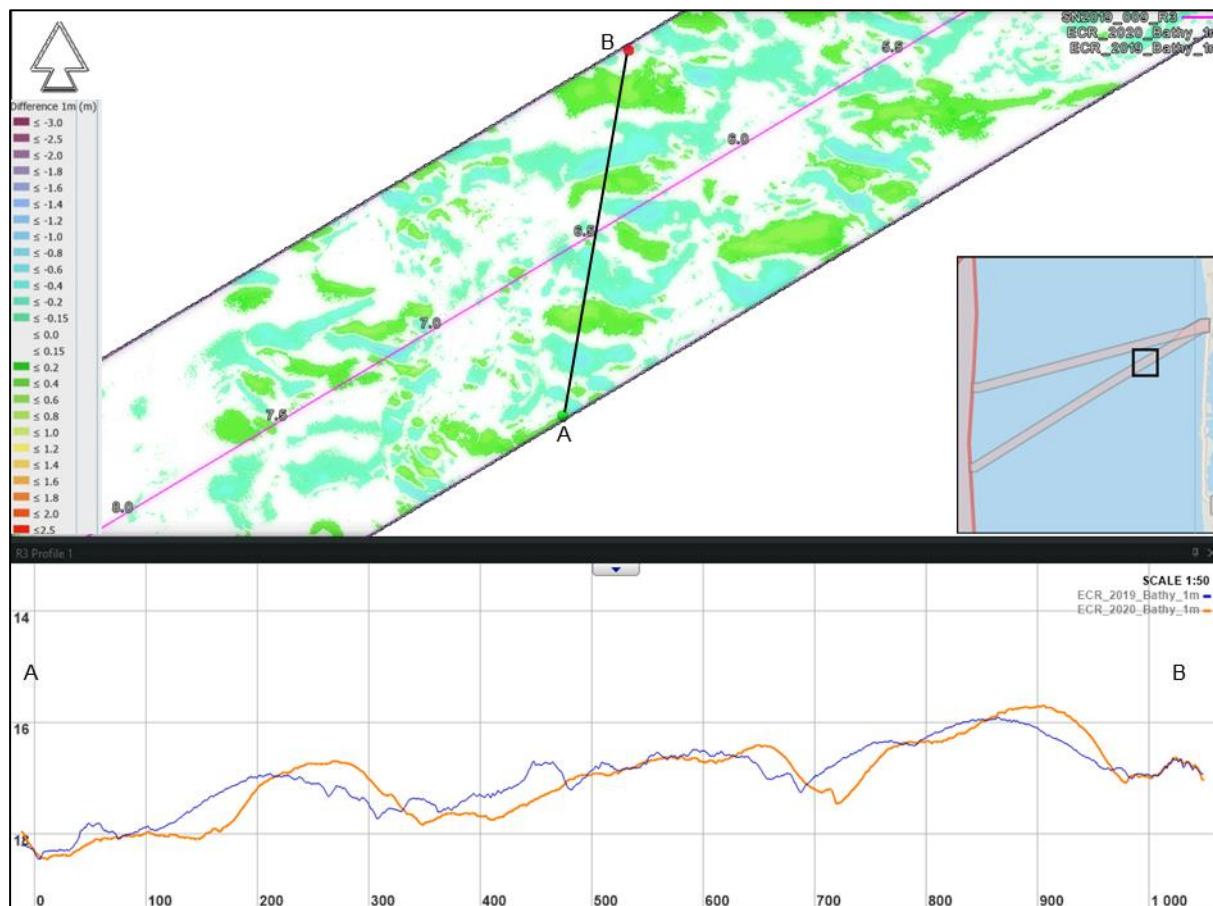 SN2019_009_R3
ECR_2020_Bathy_1m
ECR_2019_Bathy_1m
B
5.5
6.0
6.5
7.0
7.5
8.0
A
Difference 1m (m)
≤ -3.0
≤ -2.5
≤ -2.0
≤ -1.8
≤ -1.6
≤ -1.4
≤ -1.2
≤ -1.0
≤ -0.8
≤ -0.6
≤ -0.4
≤ -0.2
≤ -0.15
≤ 0.0
≤ 0.15
≤ 0.2
≤ 0.4
≤ 0.6
≤ 0.8
≤ 1.0
≤ 1.2
≤ 1.4
≤ 1.6
≤ 1.8
≤ 2.0
≤2.5
R3 Profile 1
SCALE 1:50
ECR_2019_Bathy_1m
ECR_2020_Bathy_1m
14
A
B
16
18
0 100 200 300 400 500 600 700 800 900 1 000